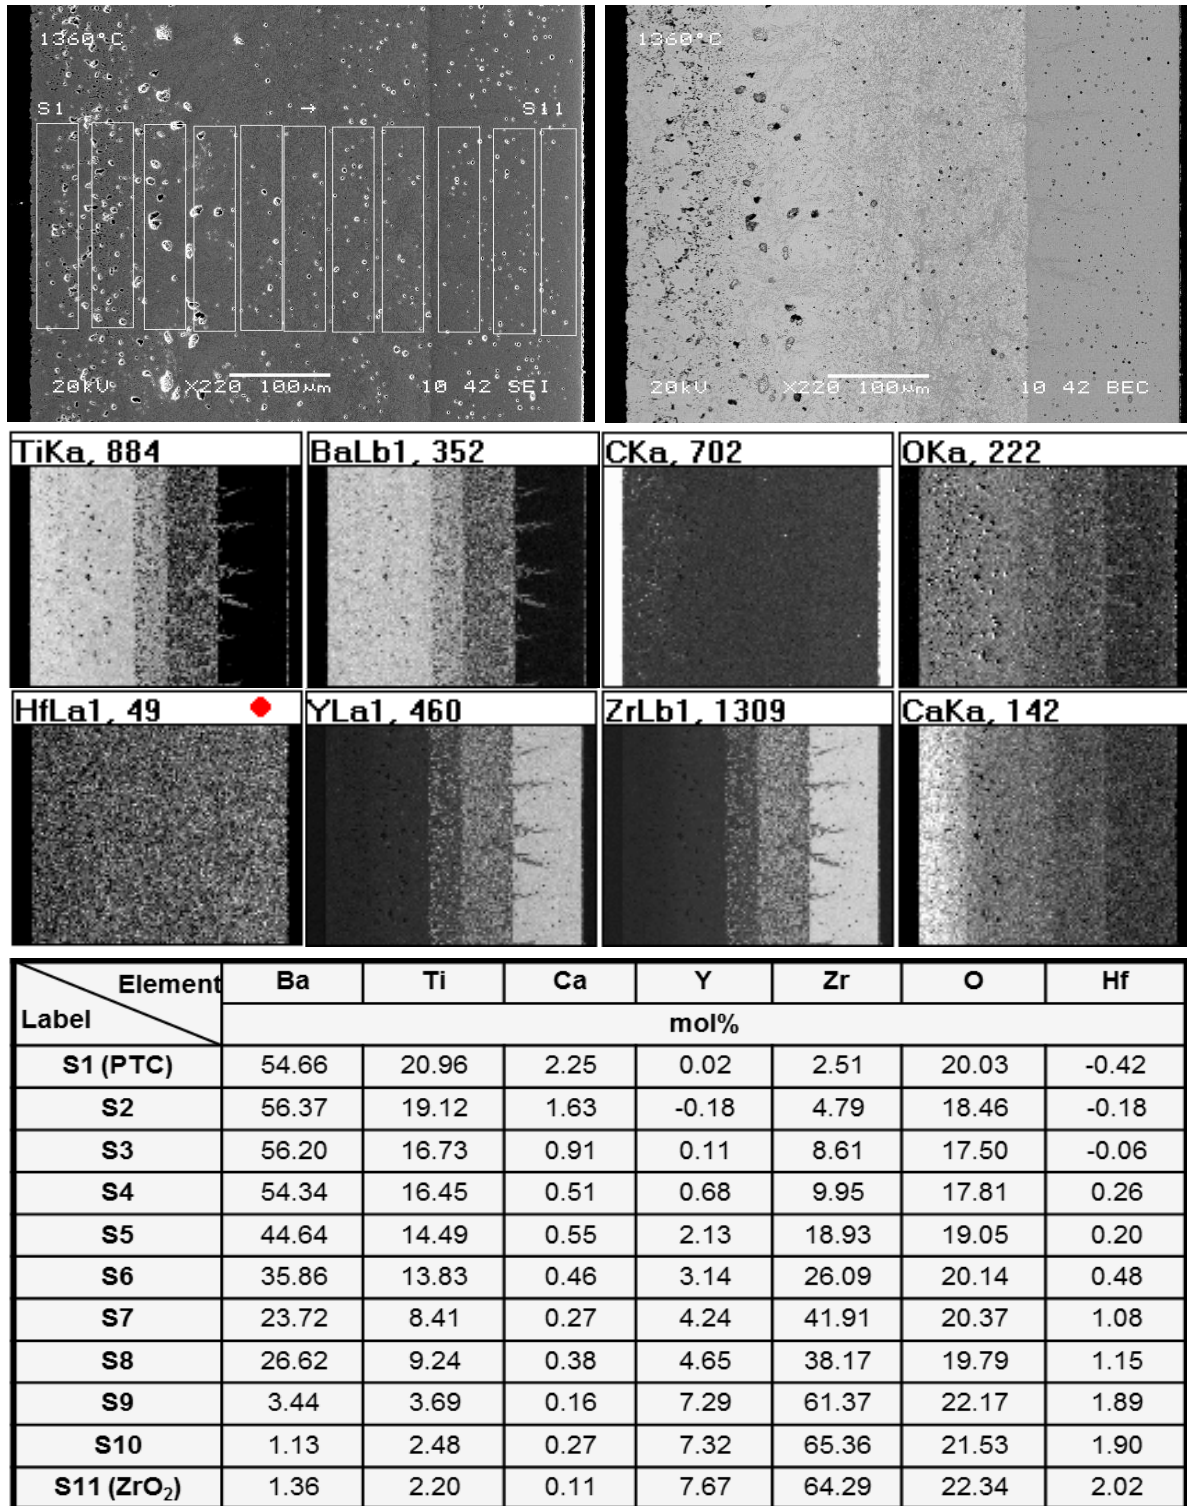 1360°C
S1 → S11
20kV X220 100µm 10 42 SEI
1360°C
20kV X220 100µm 10 42 BEC
TiKa, 884 BaLb1, 352 CKa, 702 OKa, 222
HfLa1, 49 YLa1, 460 ZrLb1, 1309 CaKa, 142
Element Ba Ti Ca Y Zr O Hf
Label mol%
S1 (PTC) 54.66 20.96 2.25 0.02 2.51 20.03 -0.42
S2 56.37 19.12 1.63 -0.18 4.79 18.46 -0.18
S3 56.20 16.73 0.91 0.11 8.61 17.50 -0.06
S4 54.34 16.45 0.51 0.68 9.95 17.81 0.26
S5 44.64 14.49 0.55 2.13 18.93 19.05 0.20
S6 35.86 13.83 0.46 3.14 26.09 20.14 0.48
S7 23.72 8.41 0.27 4.24 41.91 20.37 1.08
S8 26.62 9.24 0.38 4.65 38.17 19.79 1.15
S9 3.44 3.69 0.16 7.29 61.37 22.17 1.89
S10 1.13 2.48 0.27 7.32 65.36 21.53 1.90
S11 (ZrO₂) 1.36 2.20 0.11 7.67 64.29 22.34 2.02